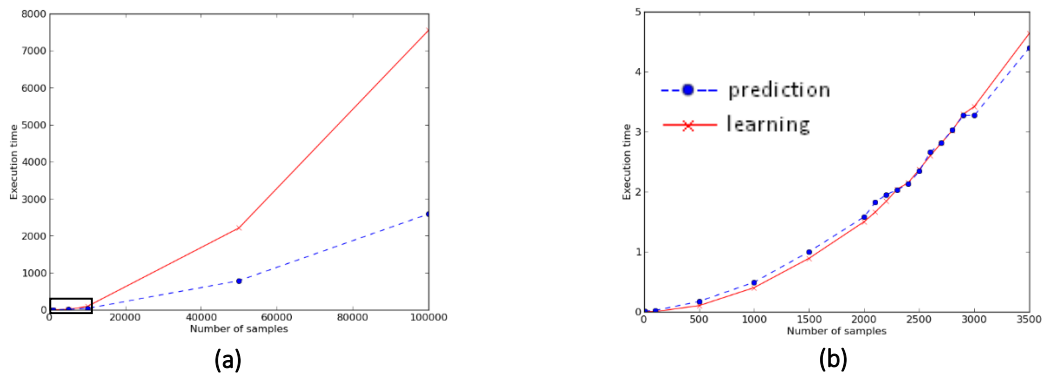 8000
7000
6000
5000
4000
3000
2000
1000
0
Execution time
0 20000 40000 60000 80000 100000
Number of samples
(a)
5
4
3
2
1
0
Execution time
prediction
learning
0 500 1000 1500 2000 2500 3000 3500
Number of samples
(b)